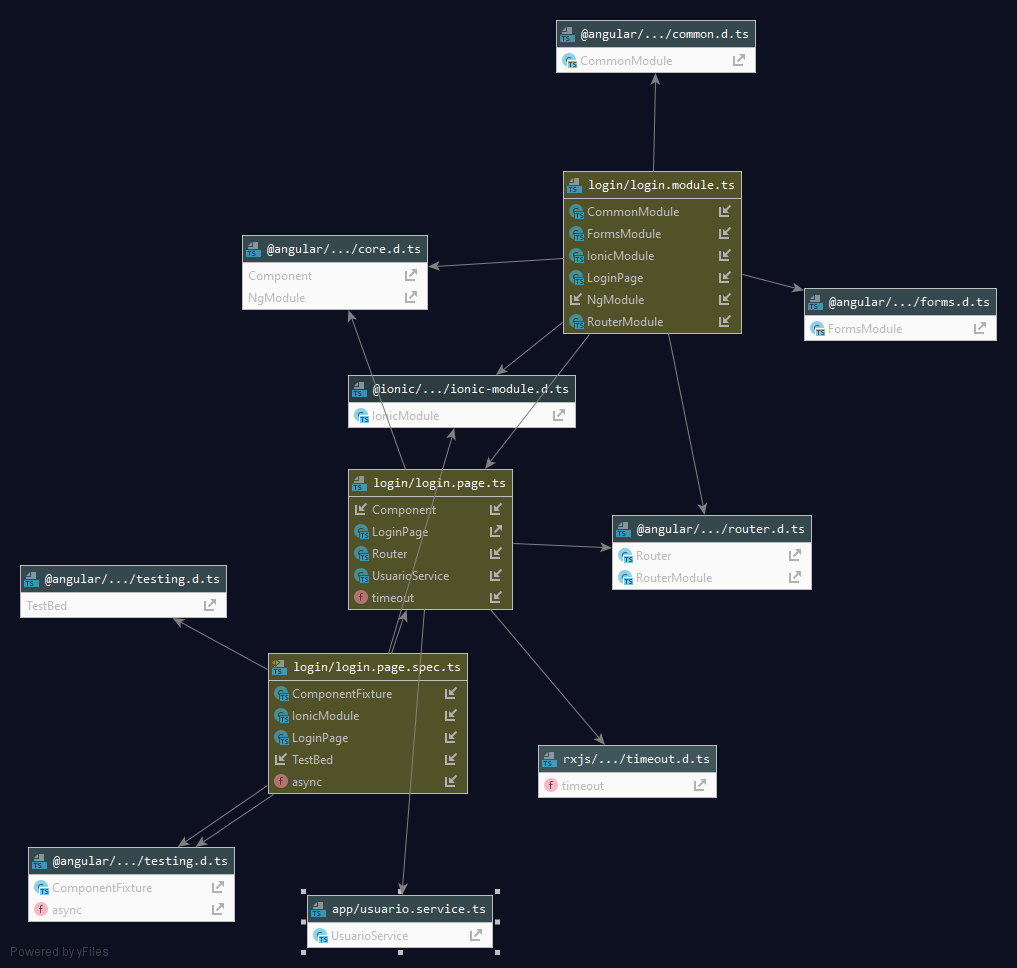 @angular/.../common.d.ts
CommonModule
login/login.module.ts
CommonModule
FormsModule
IonicModule
LoginPage
NgModule
RouterModule
@angular/.../core.d.ts
Component
NgModule
@angular/.../forms.d.ts
FormsModule
@ionic/.../ionic-module.d.ts
IonicModule
login/login.page.ts
Component
LoginPage
Router
UsuarioService
timeout
@angular/.../router.d.ts
Router
RouterModule
@angular/.../testing.d.ts
TestBed
login/login.page.spec.ts
ComponentFixture
IonicModule
LoginPage
TestBed
async
rxjs/.../timeout.d.ts
timeout
@angular/.../testing.d.ts
ComponentFixture
async
app/usuario.service.ts
UsuarioService
Powered by yFiles